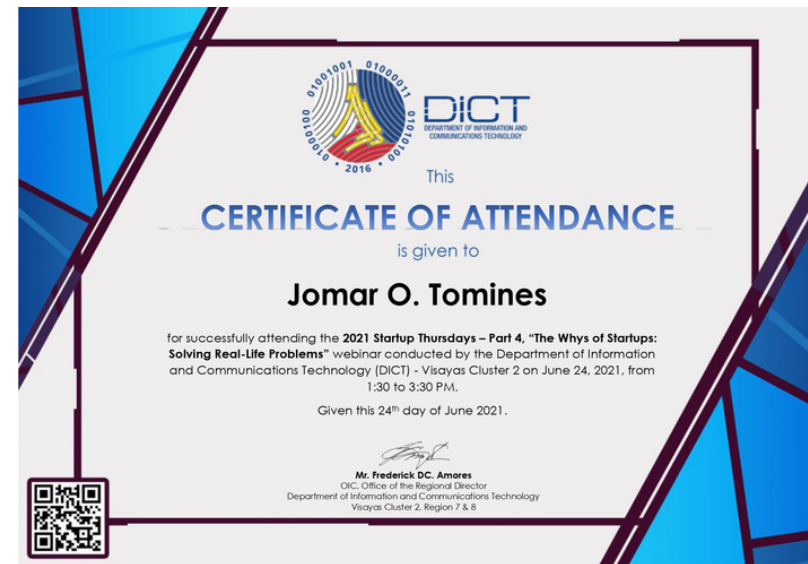 01000100 01001001 01000011 01010100
2016
DICT
DEPARTMENT OF INFORMATION AND
COMMUNICATIONS TECHNOLOGY
This
CERTIFICATE OF ATTENDANCE
is given to
Jomar O. Tomines
for successfully attending the 2021 Startup Thursdays – Part 4, “The Whys of Startups:
Solving Real-Life Problems” webinar conducted by the Department of Information
and Communications Technology (DICT) - Visayas Cluster 2 on June 24, 2021, from
1:30 to 3:30 PM.
Given this 24th day of June 2021.
Mr. Frederick DC. Amores
OIC, Office of the Regional Director
Department of Information and Communications Technology
Visayas Cluster 2, Region 7 & 8